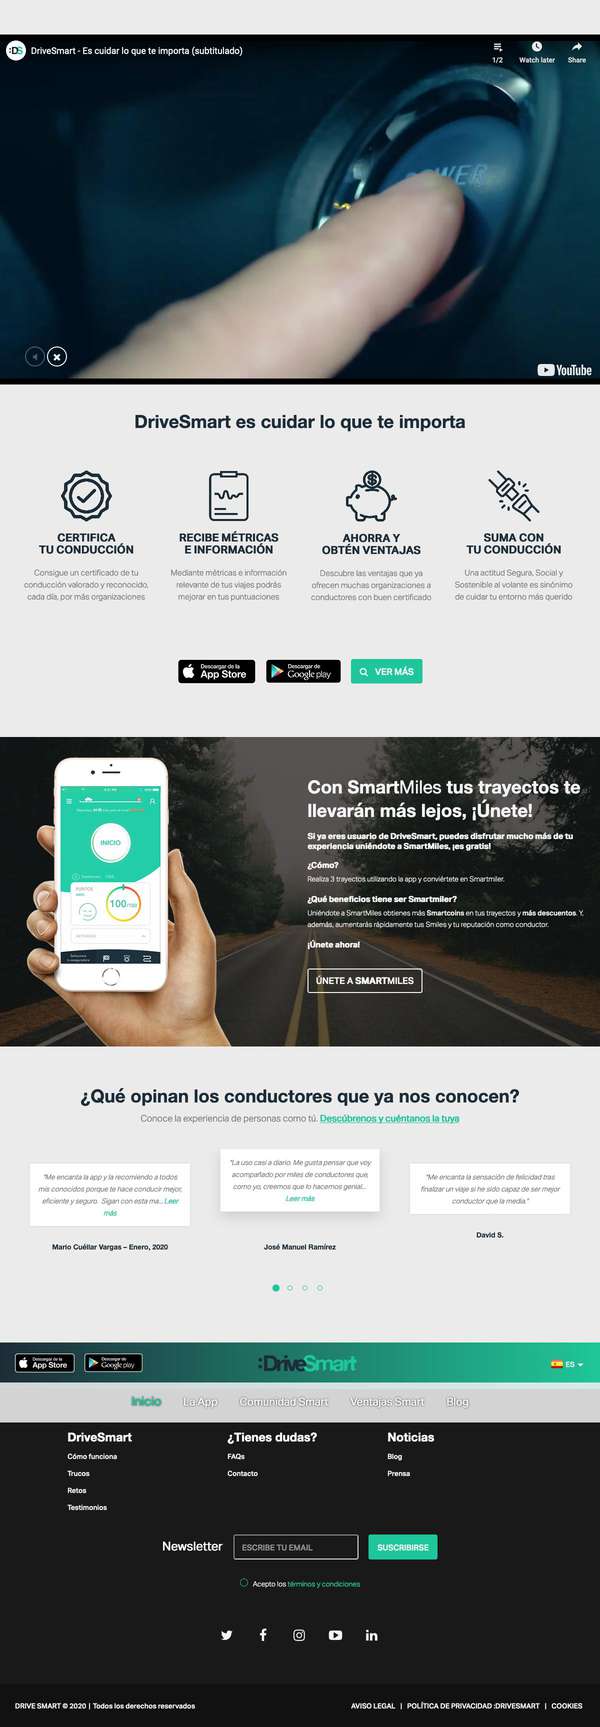 :DS DriveSmart - Es cuidar lo que te importa (subtitulado)
1/2 Watch later Share
POWER
YouTube
DriveSmart es cuidar lo que te importa
CERTIFICA
TU CONDUCCIÓN
Consigue un certificado de tu
conducción valorado y reconocido,
cada día, por más organizaciones
RECIBE MÉTRICAS
E INFORMACIÓN
Mediante métricas e información
relevante de tus viajes podrás
mejorar en tus puntuaciones
AHORRA Y
OBTÉN VENTAJAS
Descubre las ventajas que ya
ofrecen muchas organizaciones a
conductores con buen certificado
SUMA CON
TU CONDUCCIÓN
Una actitud Segura, Social y
Sostenible al volante es sinónimo
de cuidar tu entorno más querido
Descargar de la
App Store
Descargar de
Google play
VER MÁS
INICIO
PUNTOS
100
Con SmartMiles tus trayectos te
llevarán más lejos, ¡Únete!
Si ya eres usuario de DriveSmart, puedes disfrutar mucho más de tu
experiencia uniéndote a SmartMiles, ¡es gratis!
¿Cómo?
Realiza 3 trayectos utilizando la app y conviértete en Smartmiler.
¿Qué beneficios tiene ser Smartmiler?
Uniéndote a SmartMiles obtienes más Smartcoins en tus trayectos y más descuentos. Y,
además, aumentarás rápidamente tus Smiles y tu reputación como conductor.
¡Únete ahora!
ÚNETE A SMARTMILES
¿Qué opinan los conductores que ya nos conocen?
Conoce la experiencia de personas como tú. Descúbrenos y cuéntanos la tuya
"Me encanta la app y la recomiendo a todos
mis conocidos porque te hace conducir mejor,
eficiente y seguro. Sigan con esta ma... Leer
más
Mario Cuéllar Vargas – Enero, 2020
"La uso casi a diario. Me gusta pensar que voy
acompañado por miles de conductores que,
como yo, creemos que lo hacemos genial...
Leer más
José Manuel Ramírez
"Me encanta la sensación de felicidad tras
finalizar un viaje si he sido capaz de ser mejor
conductor que la media."
David S.
Descargar de la
App Store
Descargar de
Google play
:DriveSmart
ES
Inicio La App Comunidad Smart Ventajas Smart Blog
DriveSmart
Cómo funciona
Trucos
Retos
Testimonios
¿Tienes dudas?
FAQs
Contacto
Noticias
Blog
Prensa
Newsletter ESCRIBE TU EMAIL SUSCRIBIRSE
Acepto los términos y condiciones
DRIVE SMART © 2020 | Todos los derechos reservados
AVISO LEGAL | POLÍTICA DE PRIVACIDAD :DRIVESMART | COOKIES